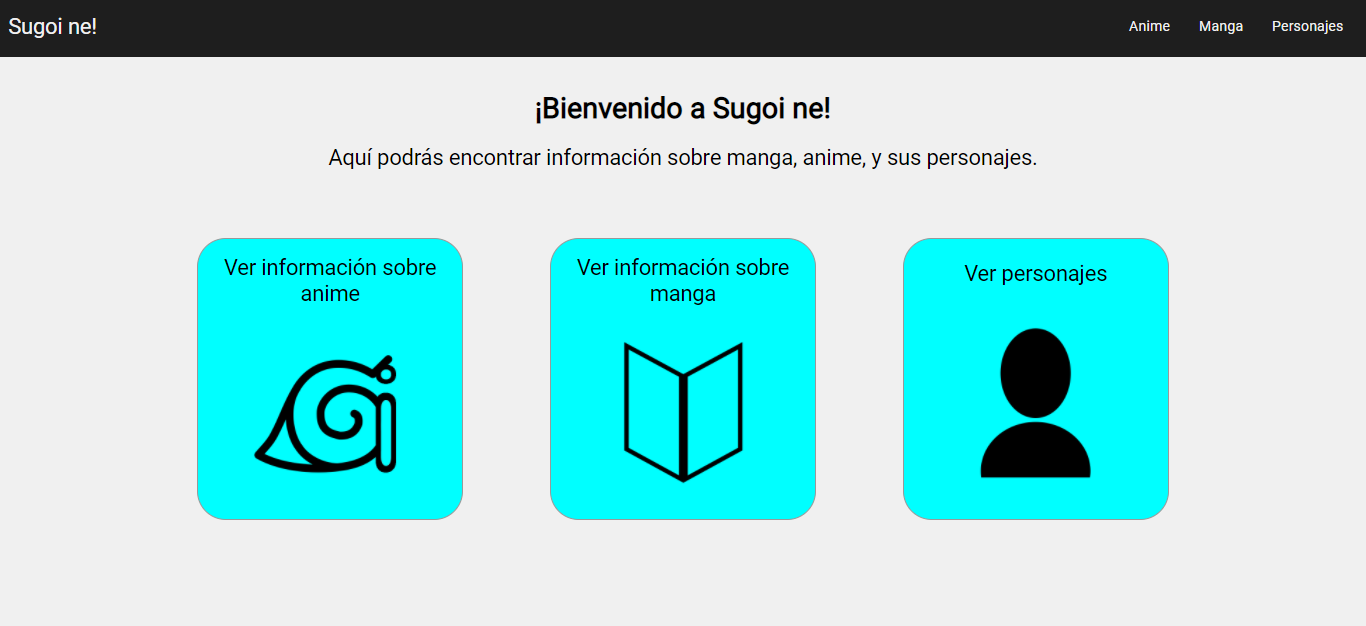 Sugoi ne!
Anime
Manga
Personajes
¡Bienvenido a Sugoi ne!
Aquí podrás encontrar información sobre manga, anime, y sus personajes.
Ver información sobre
anime
Ver información sobre
manga
Ver personajes